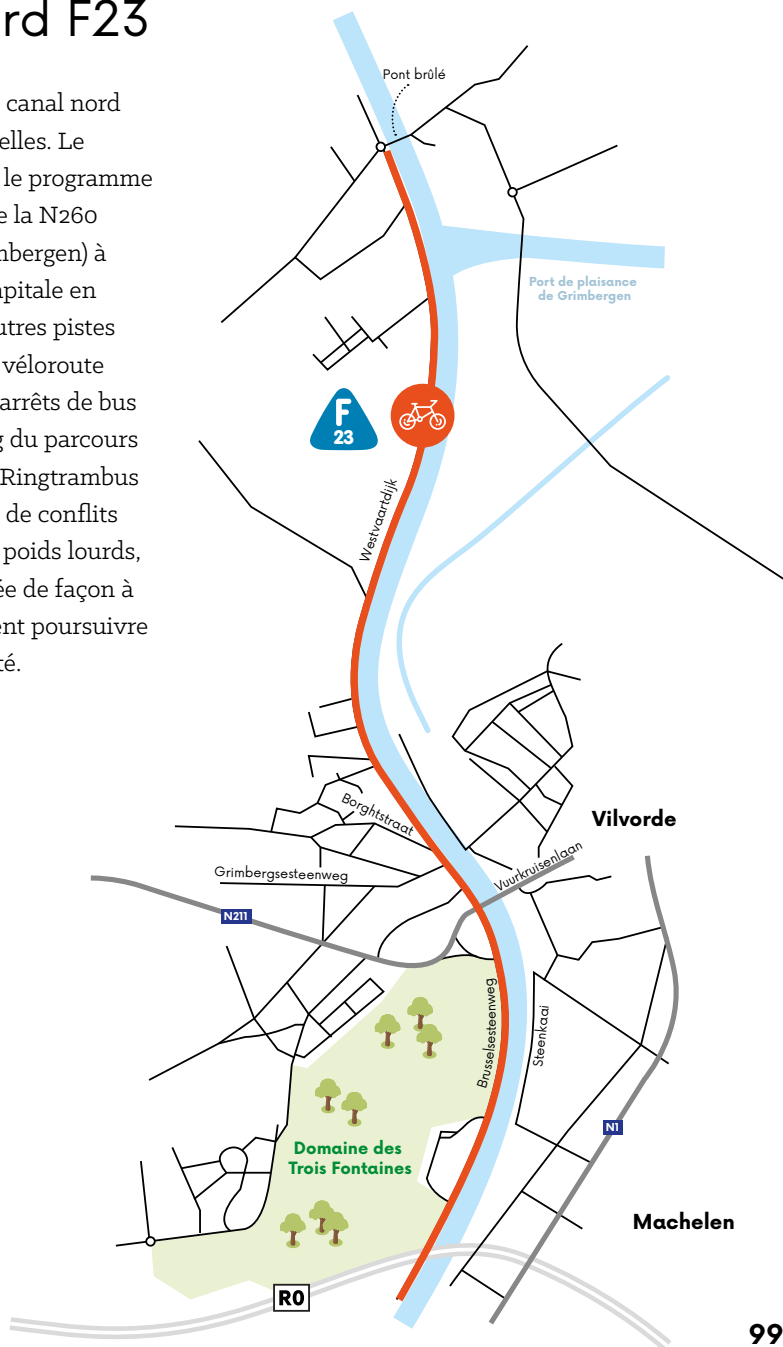 rd F23
canal nord
elles. Le
le programme
e la N260
nbergen) à
pitale en
utres pistes
véloroute
arrêts de bus
g du parcours
Ringtrambus
de conflits
poids lourds,
ée de façon à
ent poursuivre
té.
Pont brûlé
Port de plaisance
de Grimbergen
F
23
Westvaartdijk
Borghtstraat
Vilvorde
Grimbergsesteenweg
Vuurkruisenlaan
N211
Brusselsesteenweg
Steenkaai
N1
Domaine des
Trois Fontaines
Machelen
R0
99